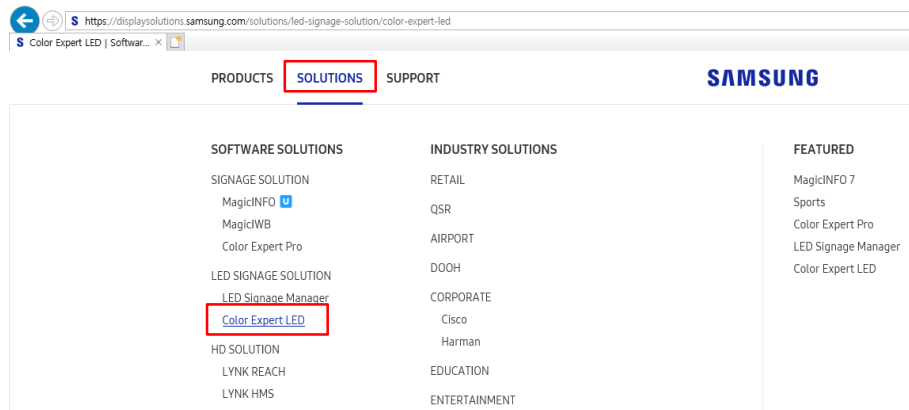 S https://displaysolutions.samsung.com/solutions/led-signage-solution/color-expert-led
S Color Expert LED | Softwar... ×
PRODUCTS SOLUTIONS SUPPORT SAMSUNG
SOFTWARE SOLUTIONS
SIGNAGE SOLUTION
MagicINFO U
MagicIWB
Color Expert Pro
LED SIGNAGE SOLUTION
LED Signage Manager
Color Expert LED
HD SOLUTION
LYNK REACH
LYNK HMS
INDUSTRY SOLUTIONS
RETAIL
QSR
AIRPORT
DOOH
CORPORATE
Cisco
Harman
EDUCATION
ENTERTAINMENT
FEATURED
MagicINFO 7
Sports
Color Expert Pro
LED Signage Manager
Color Expert LED